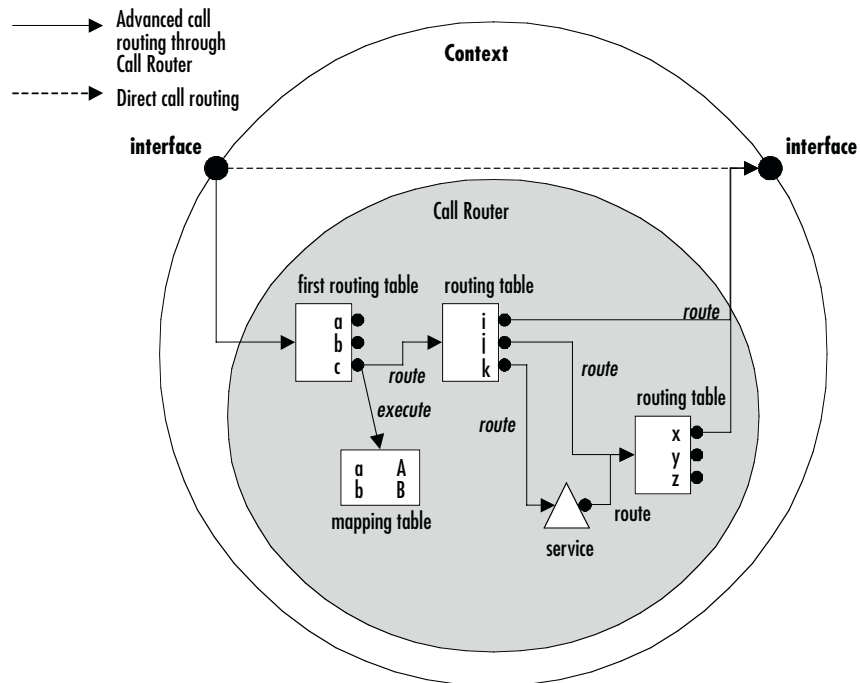 Advanced call
routing through
Call Router
Direct call routing
Context
interface
interface
Call Router
first routing table
routing table
a
b
c
i
j
k
route
route
route
execute
route
routing table
x
y
z
a A
b B
mapping table
route
service